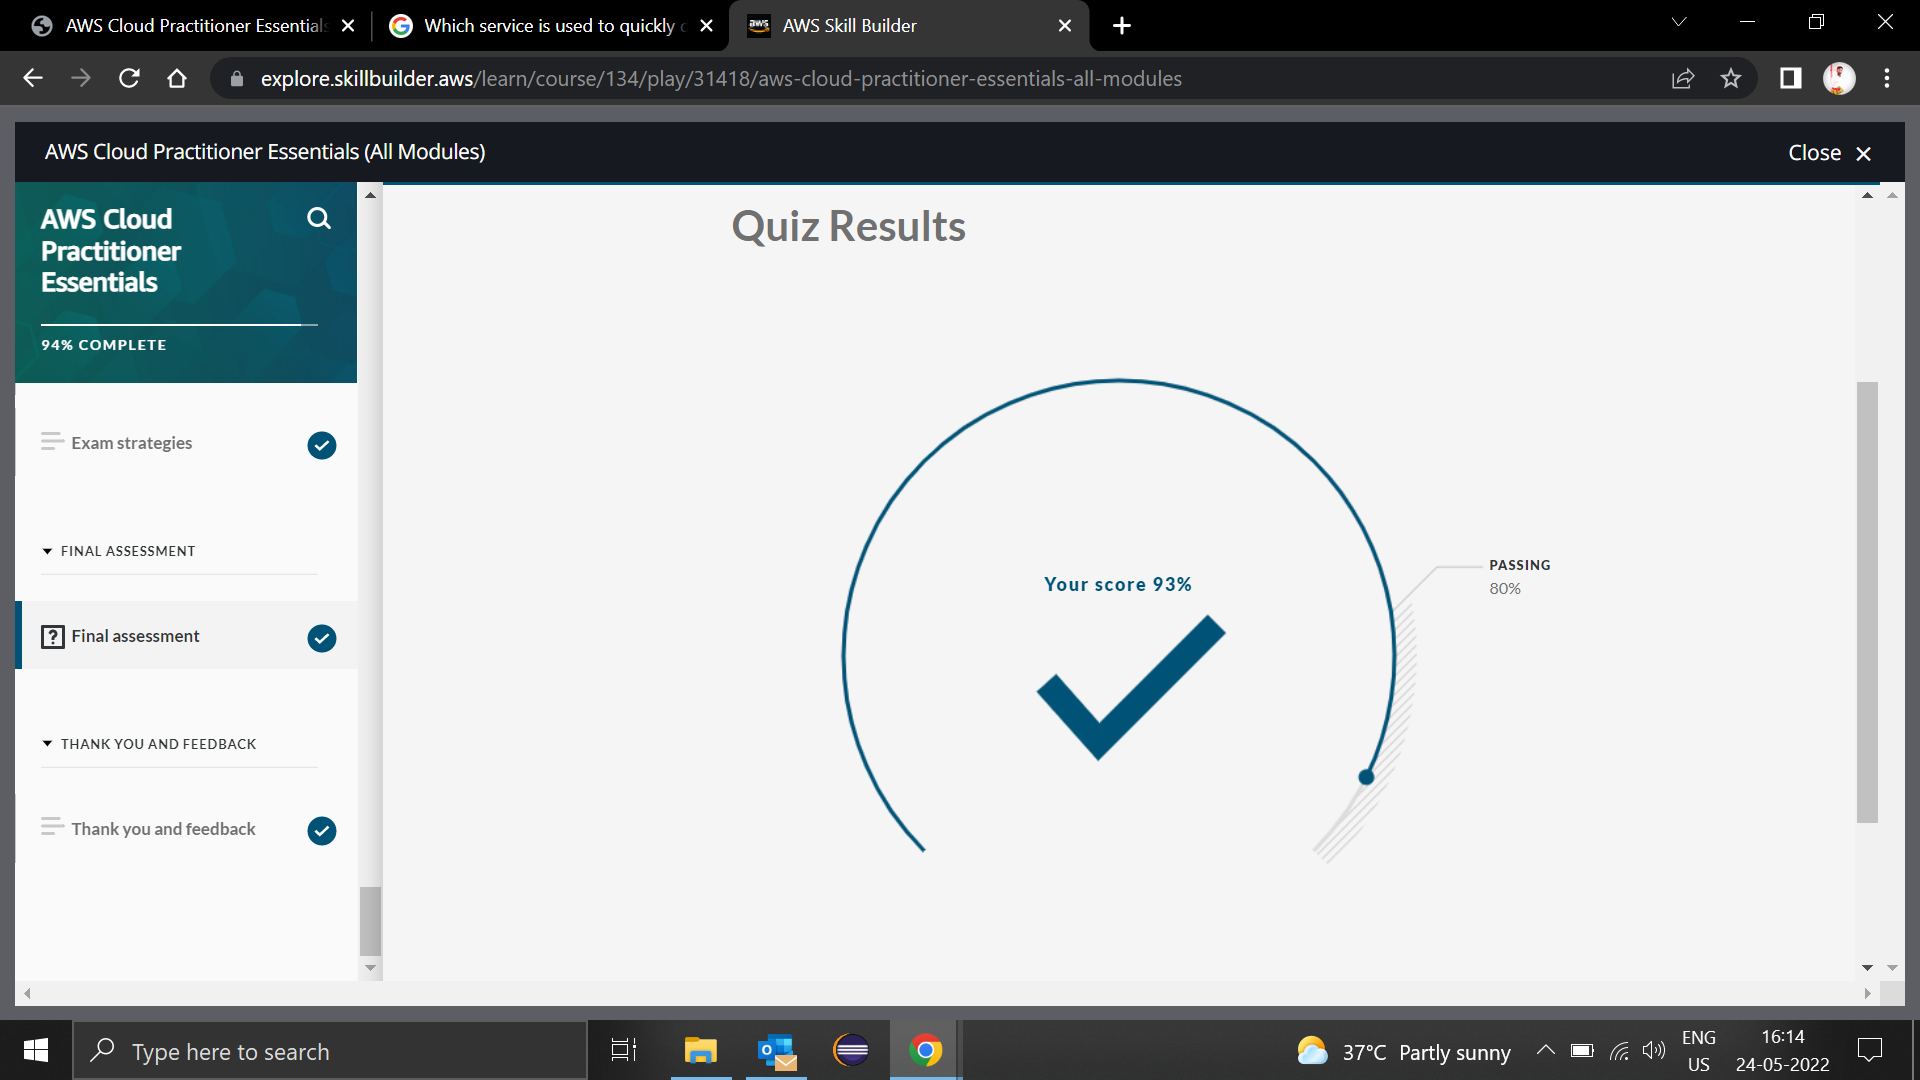 AWS Cloud Practitioner Essentials
Which service is used to quickly
aws
AWS Skill Builder
explore.skillbuilder.aws/learn/course/134/play/31418/aws-cloud-practitioner-essentials-all-modules
AWS Cloud Practitioner Essentials (All Modules)
Close
AWS Cloud
Practitioner
Essentials
94% COMPLETE
Exam strategies
FINAL ASSESSMENT
Final assessment
THANK YOU AND FEEDBACK
Thank you and feedback
Quiz Results
Your score 93%
PASSING
80%
Type here to search
37°C Partly sunny
ENG
US
16:14
24-05-2022